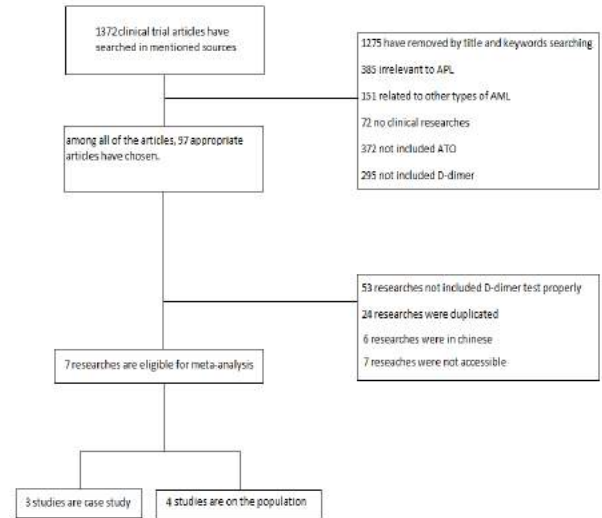 1372 clinical trial articles have
searched in mentioned sources
1275 have removed by title and keywords searching
385 irrelevant to APL
151 related to other types of AML
72 no clinical researches
372 not included ATO
295 not included D-dimer
among all of the articles, 97 appropriate
articles have chosen.
53 researches not included D-dimer test properly
24 researches were duplicated
6 researches were in chinese
7 reseaches were not accessible
7 researches are eligible for meta-analysis
3 studies are case study
4 studies are on the population